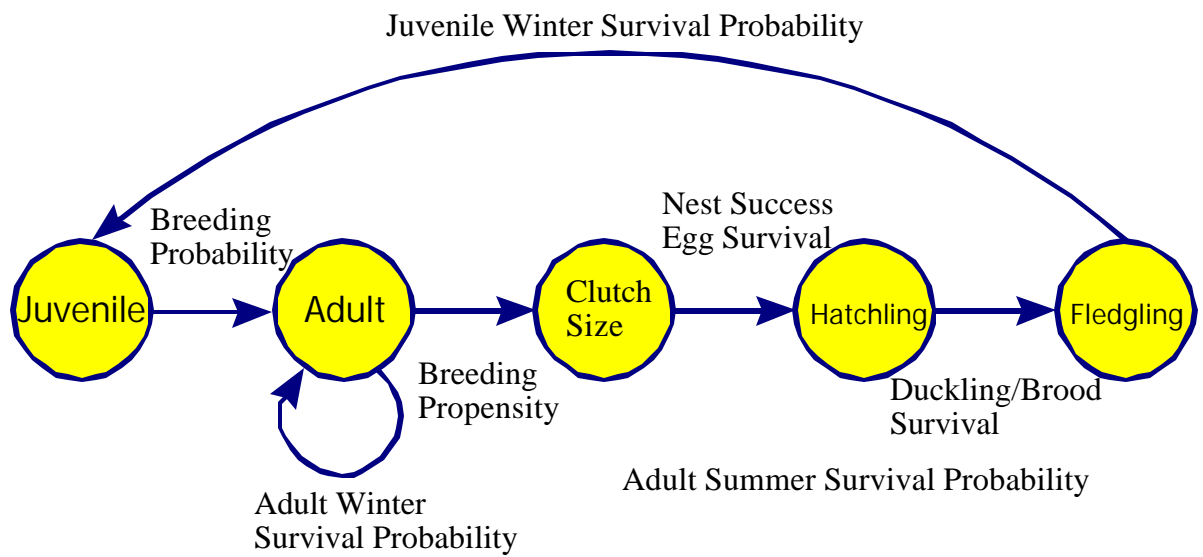 Juvenile Winter Survival Probability
Breeding
Probability
Nest Success
Egg Survival
Juvenile
Adult
Clutch
Size
Hatchling
Fledgling
Breeding
Propensity
Duckling/Brood
Survival
Adult Summer Survival Probability
Adult Winter
Survival Probability